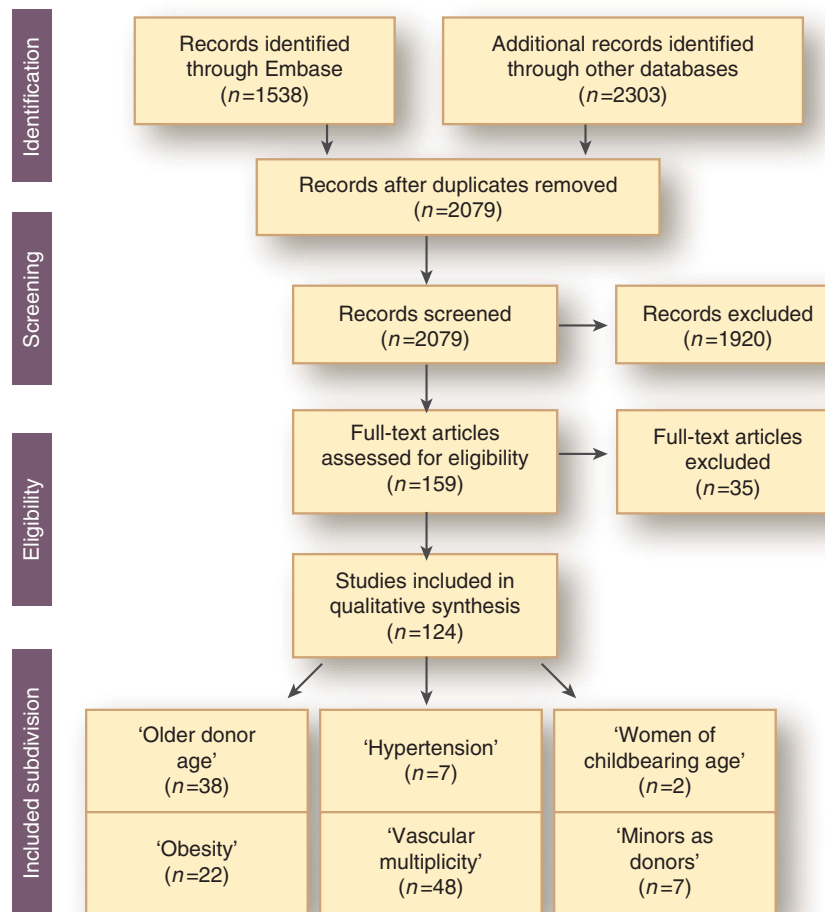 Identification
Records identified
through Embase
(n=1538)
Additional records identified
through other databases
(n=2303)
Records after duplicates removed
(n=2079)
Screening
Records screened
(n=2079)
Records excluded
(n=1920)
Eligibility
Full-text articles
assessed for eligibility
(n=159)
Full-text articles
excluded
(n=35)
Studies included in
qualitative synthesis
(n=124)
Included subdivision
‘Older donor
age’
(n=38)
‘Hypertension’
(n=7)
‘Women of
childbearing age’
(n=2)
‘Obesity’
(n=22)
‘Vascular
multiplicity’
(n=48)
‘Minors as
donors’
(n=7)